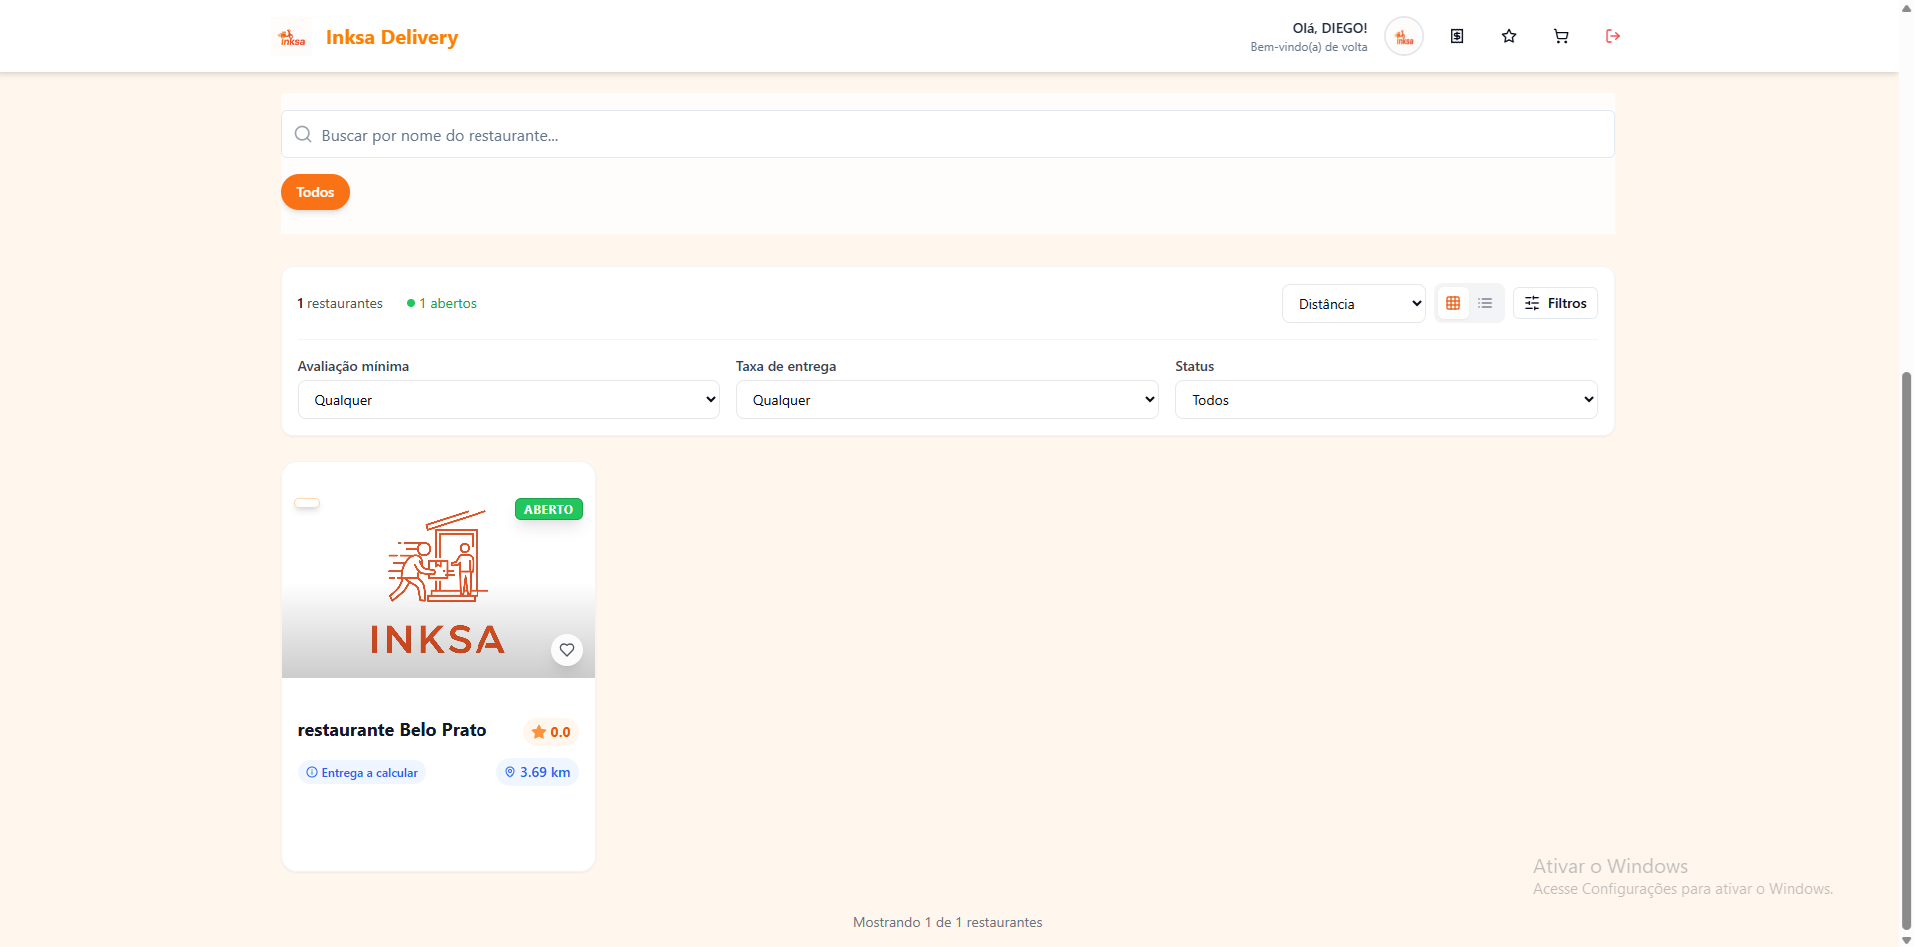 inksa
Inksa Delivery
Olá, DIEGO!
Bem-vindo(a) de volta
inksa
Buscar por nome do restaurante...
Todos
1 restaurantes
1 abertos
Distância
Filtros
Avaliação mínima
Taxa de entrega
Status
Qualquer
Qualquer
Todos
ABERTO
INKSA
restaurante Belo Prato
0.0
Entrega a calcular
3.69 km
Ativar o Windows
Acesse Configurações para ativar o Windows.
Mostrando 1 de 1 restaurantes